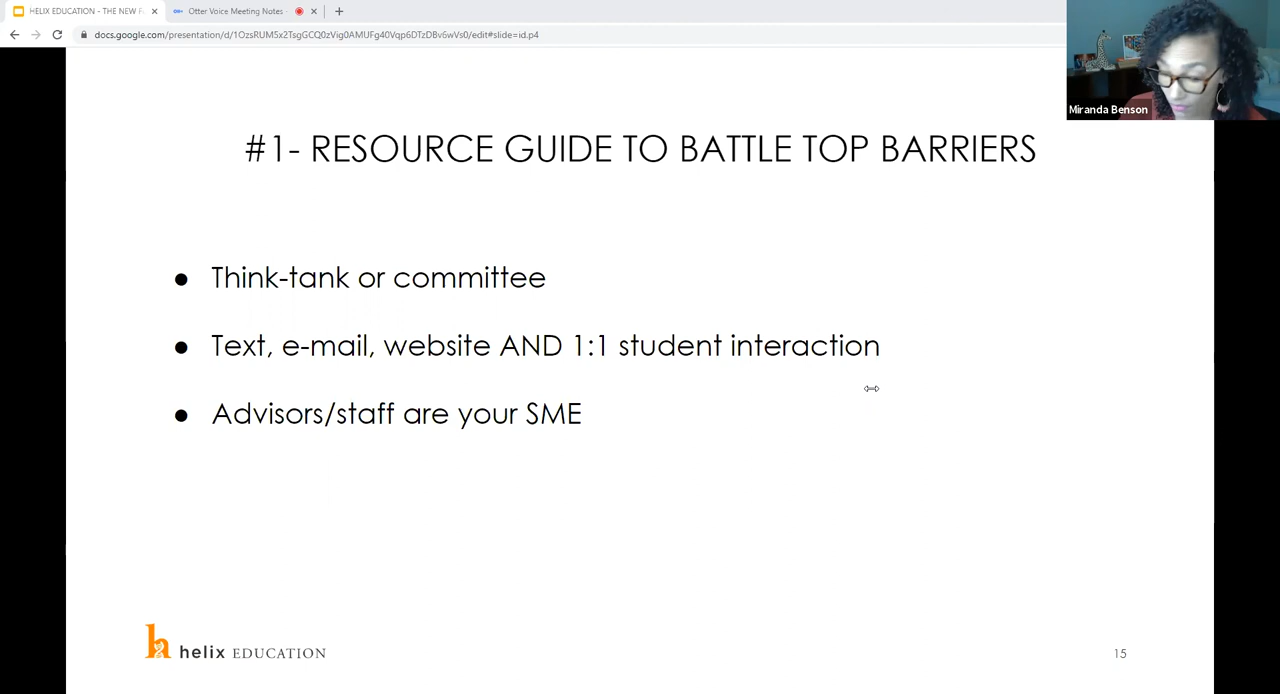 HELIX EDUCATION - THE NEW F
Otter Voice Meeting Notes -
docs.google.com/presentation/d/1OzsRUM5x2TsgGCQ0zVig0AMUFg40Vqp6DTzDBv6wVs0/edit#slide=id.p4
Miranda Benson
#1- RESOURCE GUIDE TO BATTLE TOP BARRIERS
● Think-tank or committee
● Text, e-mail, website AND 1:1 student interaction
● Advisors/staff are your SME
helix EDUCATION
15